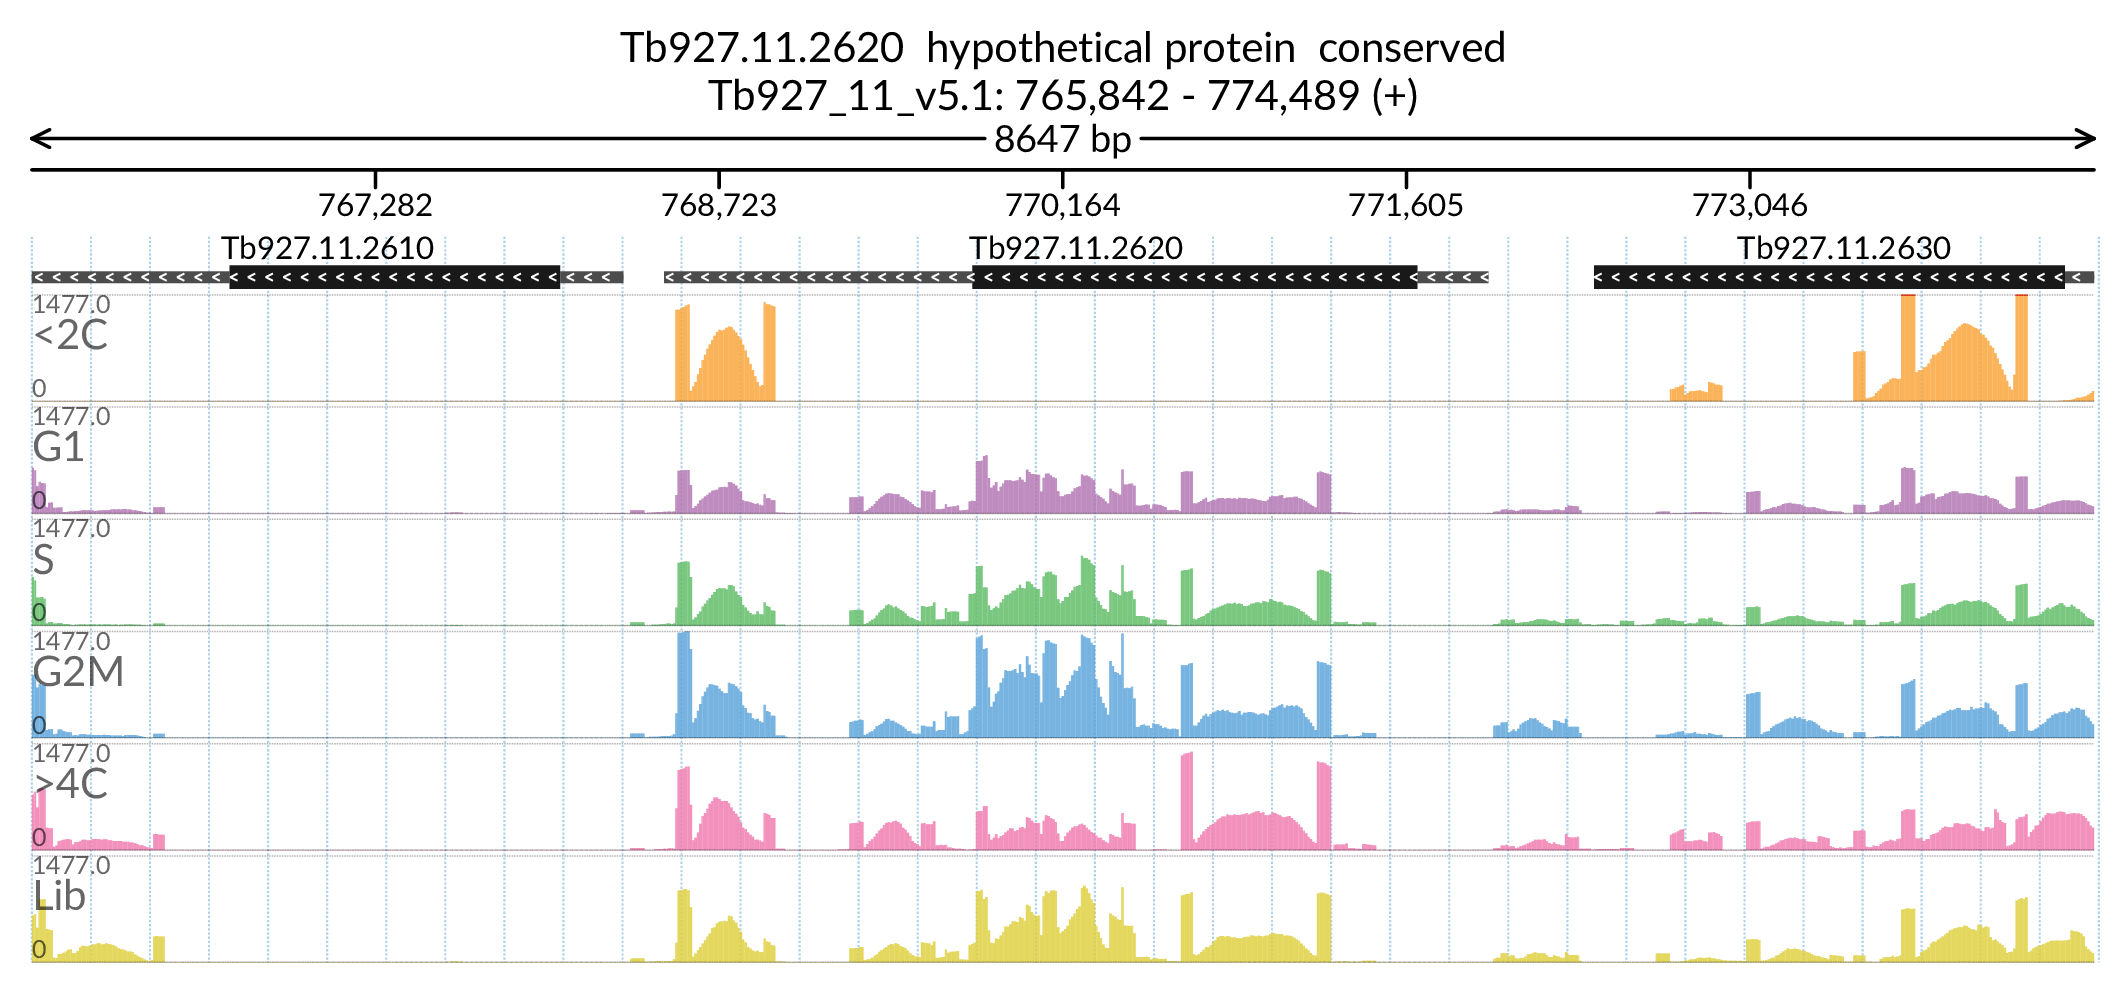 Tb927.11.2620 hypothetical protein conserved
Tb927_11_v5.1: 765,842 - 774,489 (+)
8647 bp
767,282 768,723 770,164 771,605 773,046
Tb927.11.2610 Tb927.11.2620 Tb927.11.2630
1477.0
<2C
0
1477.0
G1
0
1477.0
S
0
1477.0
G2M
0
1477.0
>4C
0
1477.0
Lib
0